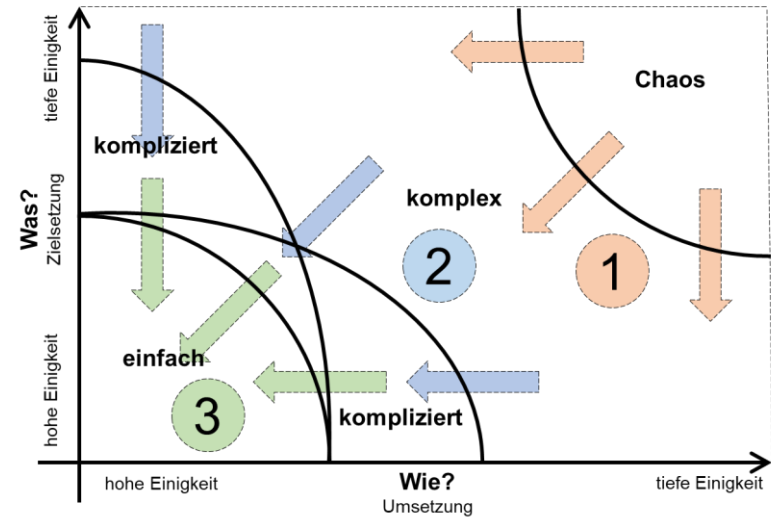 tiefe Einigkeit
Chaos
kompliziert
komplex
Was?
Zielsetzung
2
1
einfach
hohe Einigkeit
3
kompliziert
hohe Einigkeit
Wie?
tiefe Einigkeit
Umsetzung